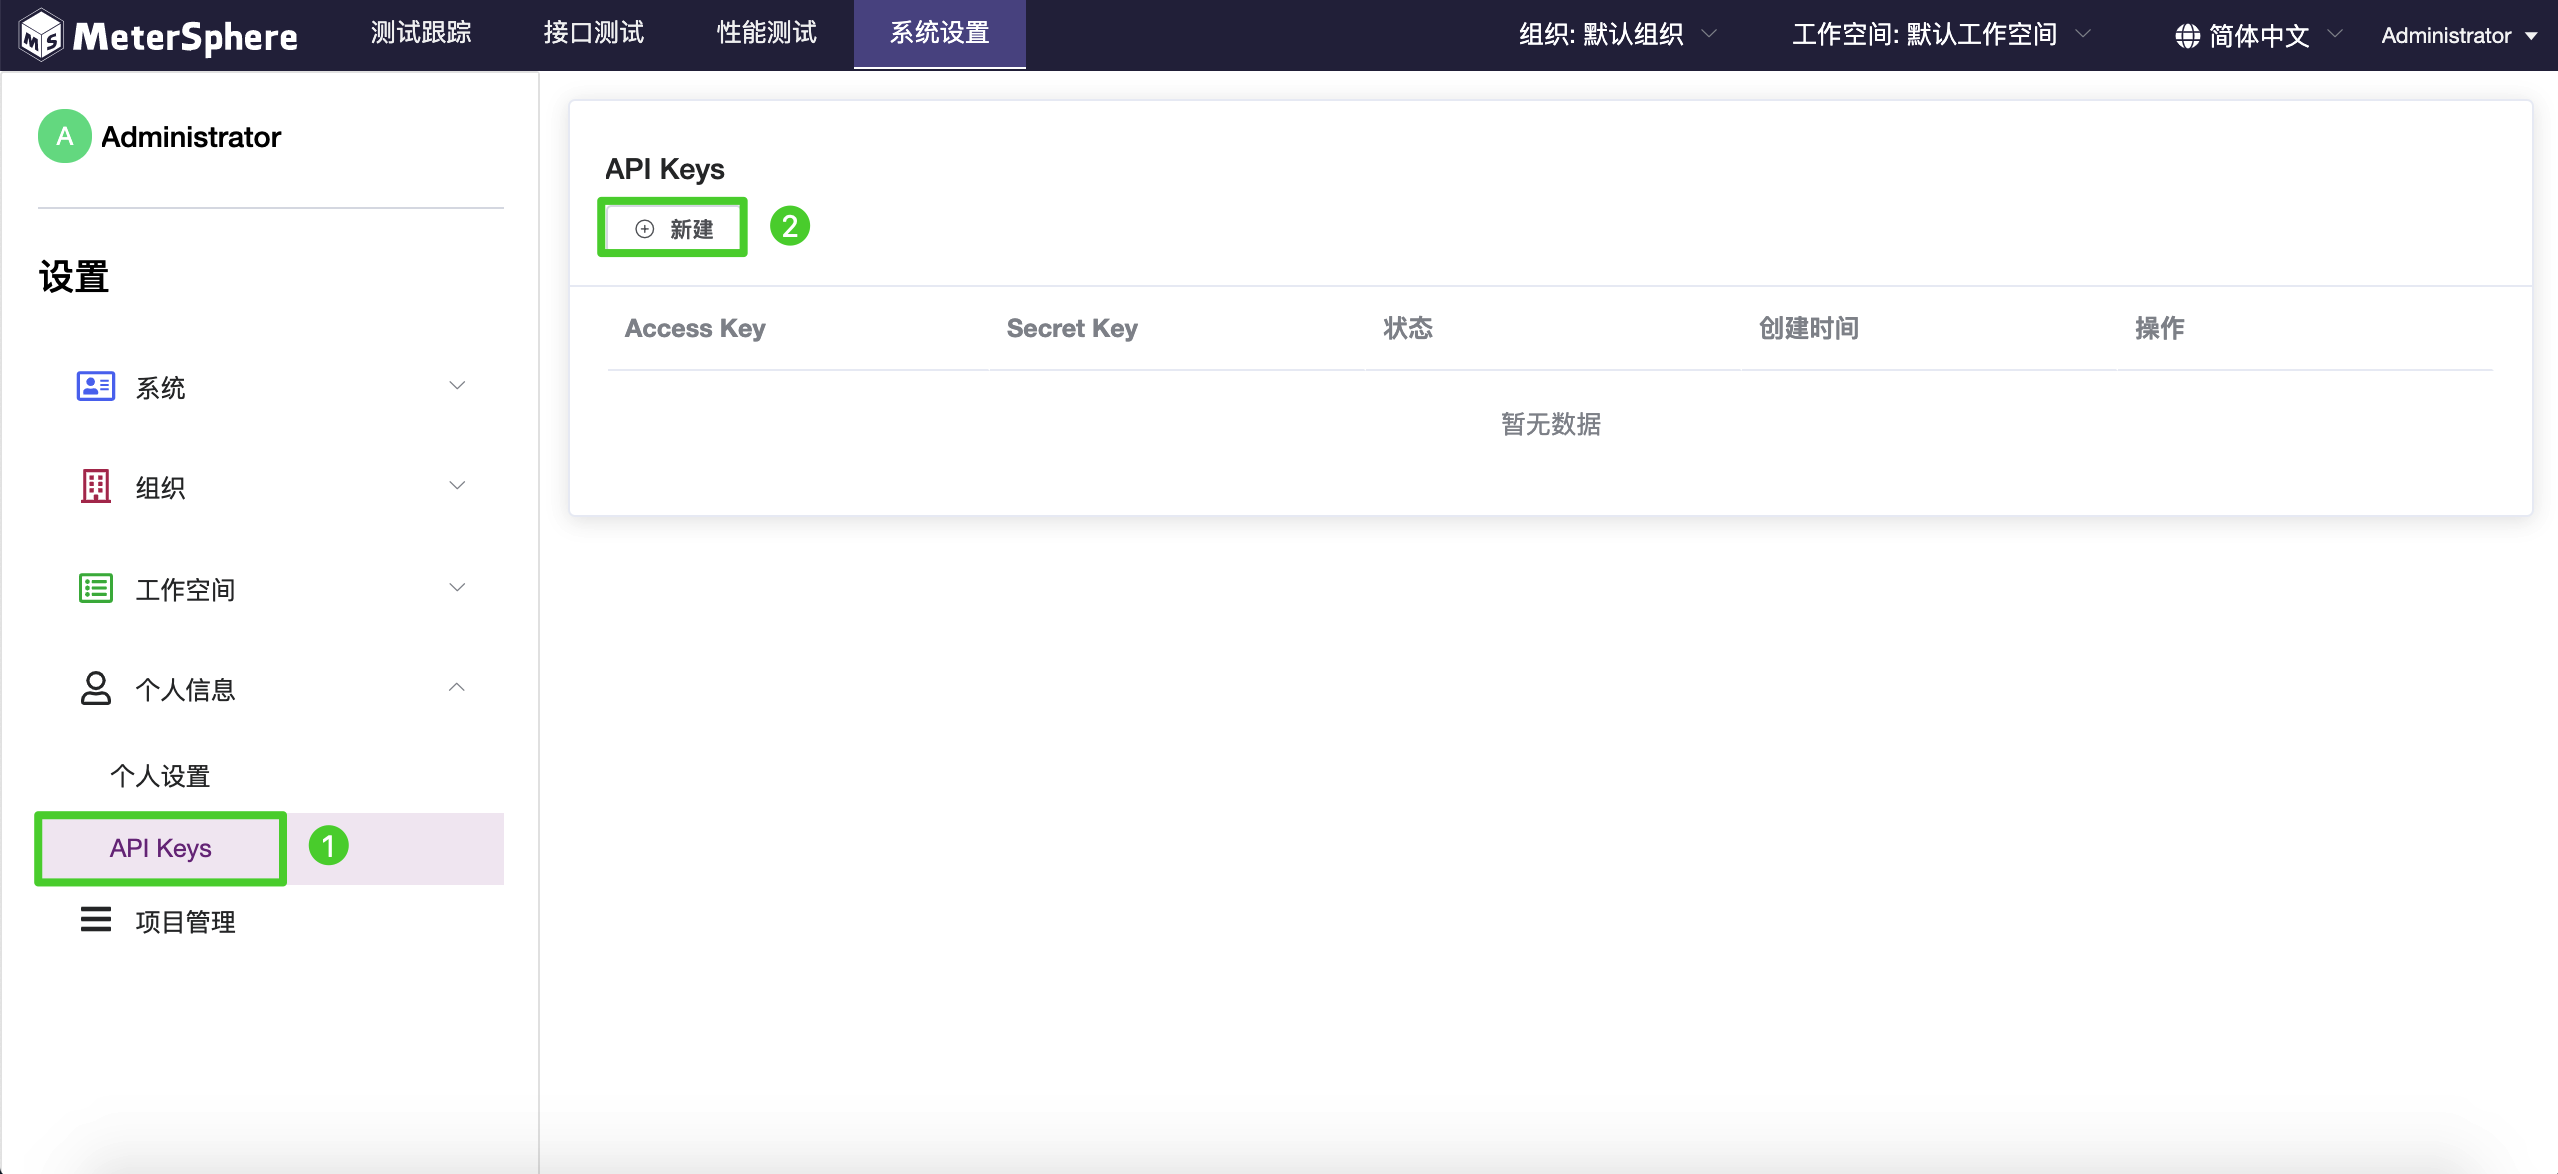 MS MeterSphere 测试跟踪 接口测试 性能测试 系统设置 组织: 默认组织 工作空间: 默认工作空间 简体中文 Administrator
A Administrator
设置
系统
组织
工作空间
个人信息
个人设置
API Keys 1
项目管理
API Keys
新建 2
Access Key Secret Key 状态 创建时间 操作
暂无数据